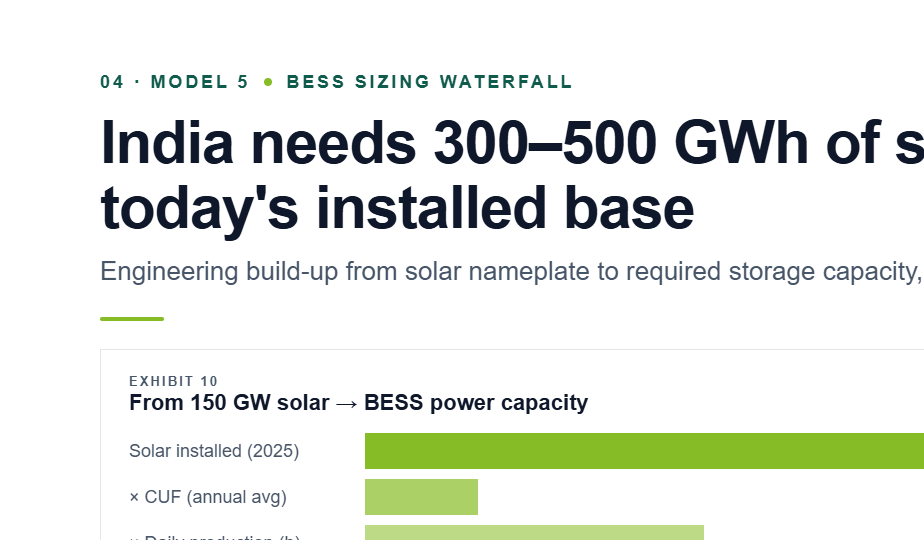 04 · MODEL 5 ● BESS SIZING WATERFALL
India needs 300–500 GWh of
today's installed base
Engineering build-up from solar nameplate to required storage capacity,
EXHIBIT 10
From 150 GW solar → BESS power capacity
Solar installed (2025)
× CUF (annual avg)
× Daily production (h)